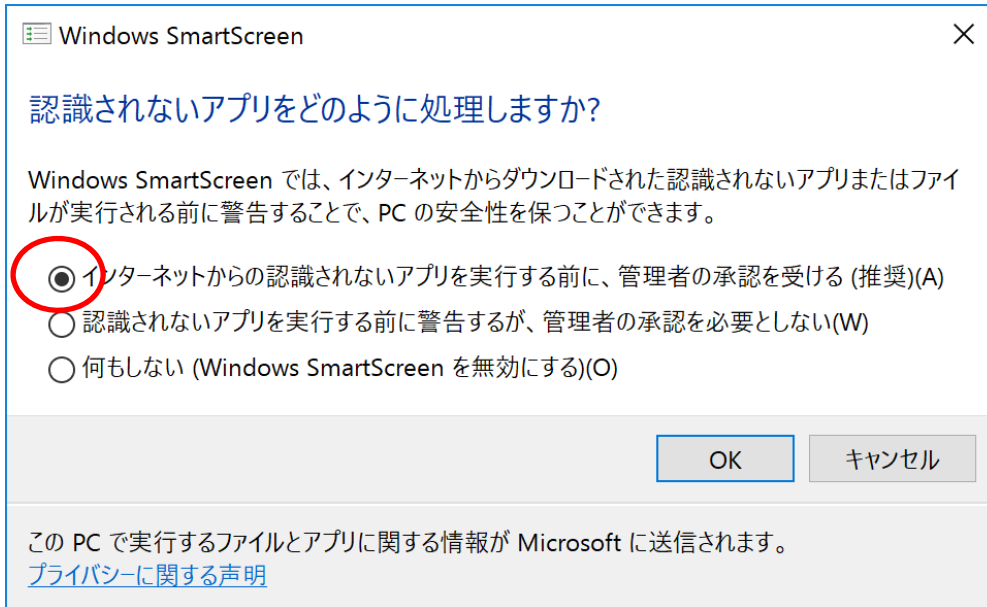 Windows SmartScreen
認識されないアプリをどのように処理しますか?
Windows SmartScreen では、インターネットからダウンロードされた認識されないアプリまたはファイ
ルが実行される前に警告することで、PC の安全性を保つことができます。
インターネットからの認識されないアプリを実行する前に、管理者の承認を受ける (推奨)(A)
認識されないアプリを実行する前に警告するが、管理者の承認を必要としない(W)
何もしない (Windows SmartScreen を無効にする)(O)
OK キャンセル
この PC で実行するファイルとアプリに関する情報が Microsoft に送信されます。
プライバシーに関する声明